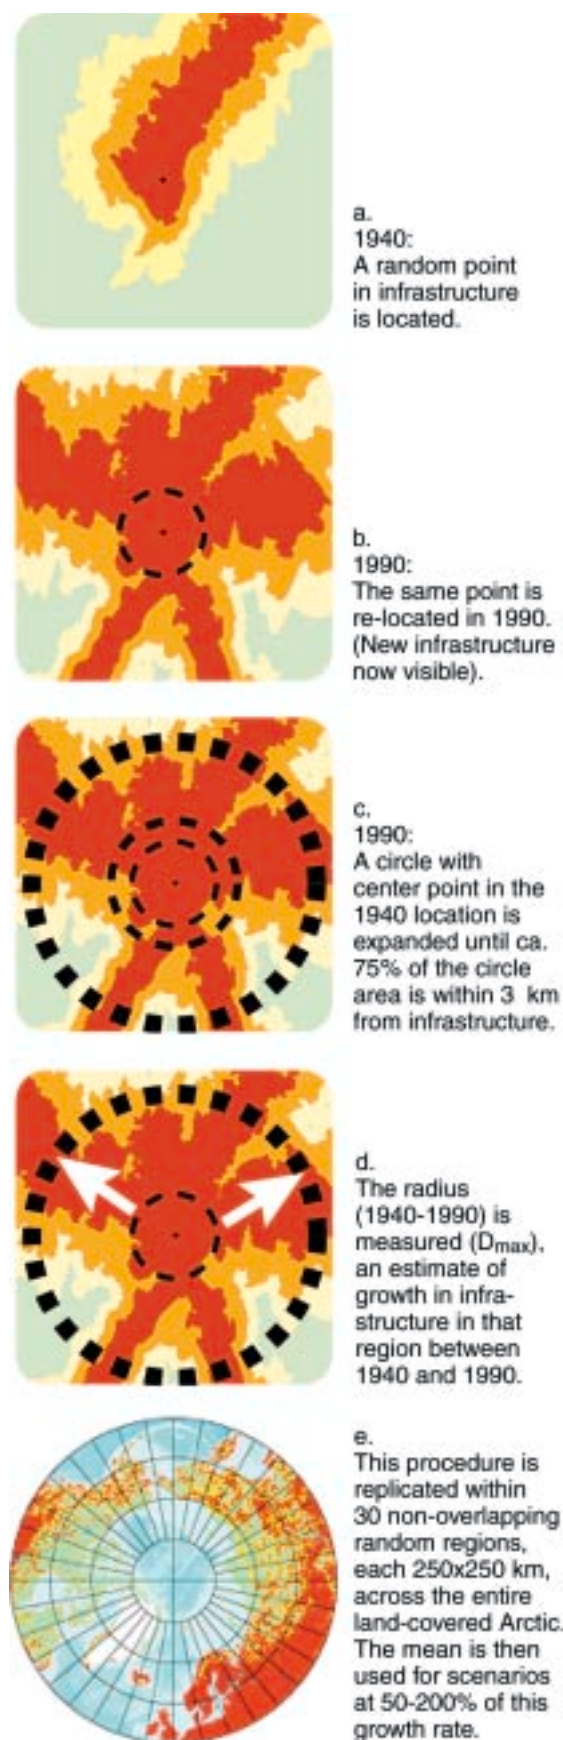 a.
1940:
A random point
in infrastructure
is located.
b.
1990:
The same point is
re-located in 1990.
(New infrastructure
now visible).
c.
1990:
A circle with
center point in the
1940 location is
expanded until ca.
75% of the circle
area is within 3 km
from infrastructure.
d.
The radius
(1940-1990) is
measured (Dmax),
an estimate of
growth in infra-
structure in that
region between
1940 and 1990.
e.
This procedure is
replicated within
30 non-overlapping
random regions,
each 250x250 km,
across the entire
land-covered Arctic.
The mean is then
used for scenarios
at 50-200% of this
growth rate.